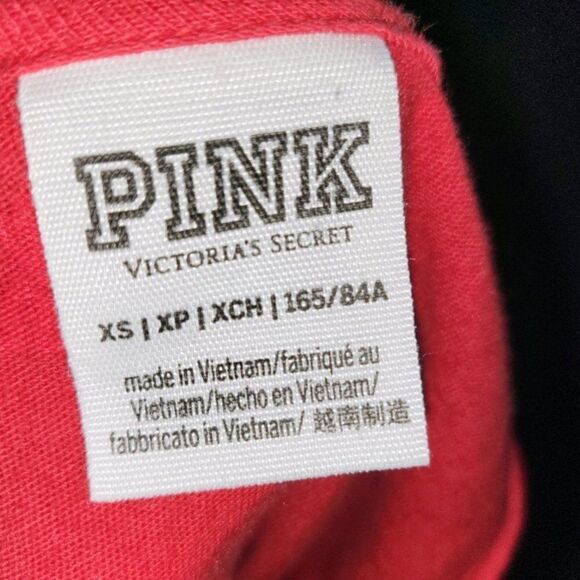 PINK
VICTORIA'S SECRET
XS | XP | XCH | 165/84A
made in Vietnam/fabriqué au
Vietnam/hecho en Vietnam/
fabbricato in Vietnam/ 越南制造